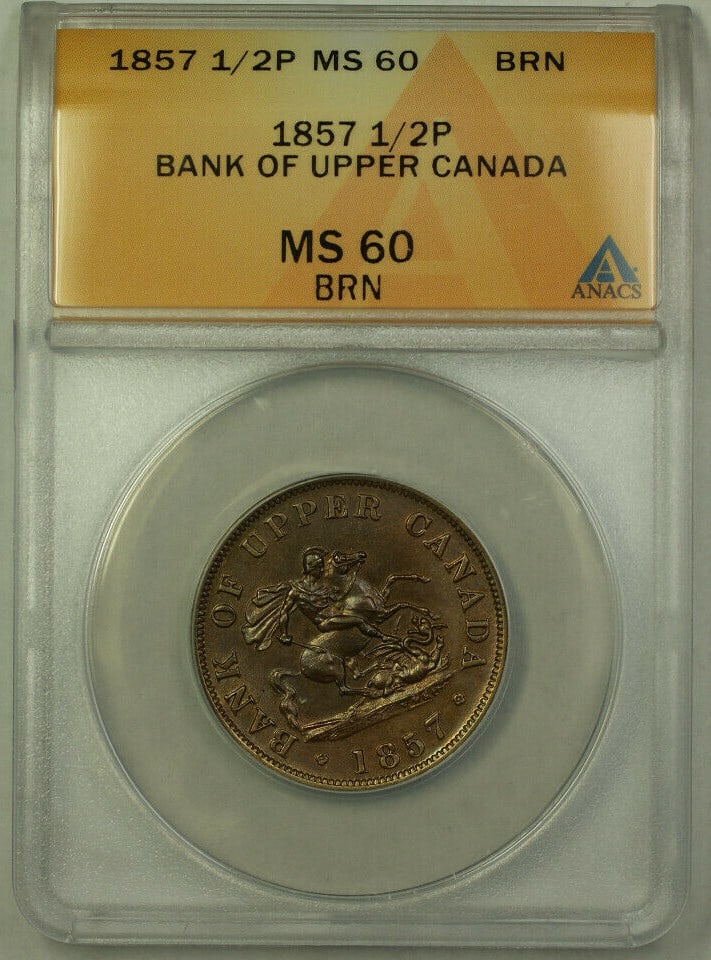 1857 1/2P MS 60 BRN
1857 1/2P
BANK OF UPPER CANADA
MS 60
BRN
ANACS
BANK OF UPPER CANADA
1857